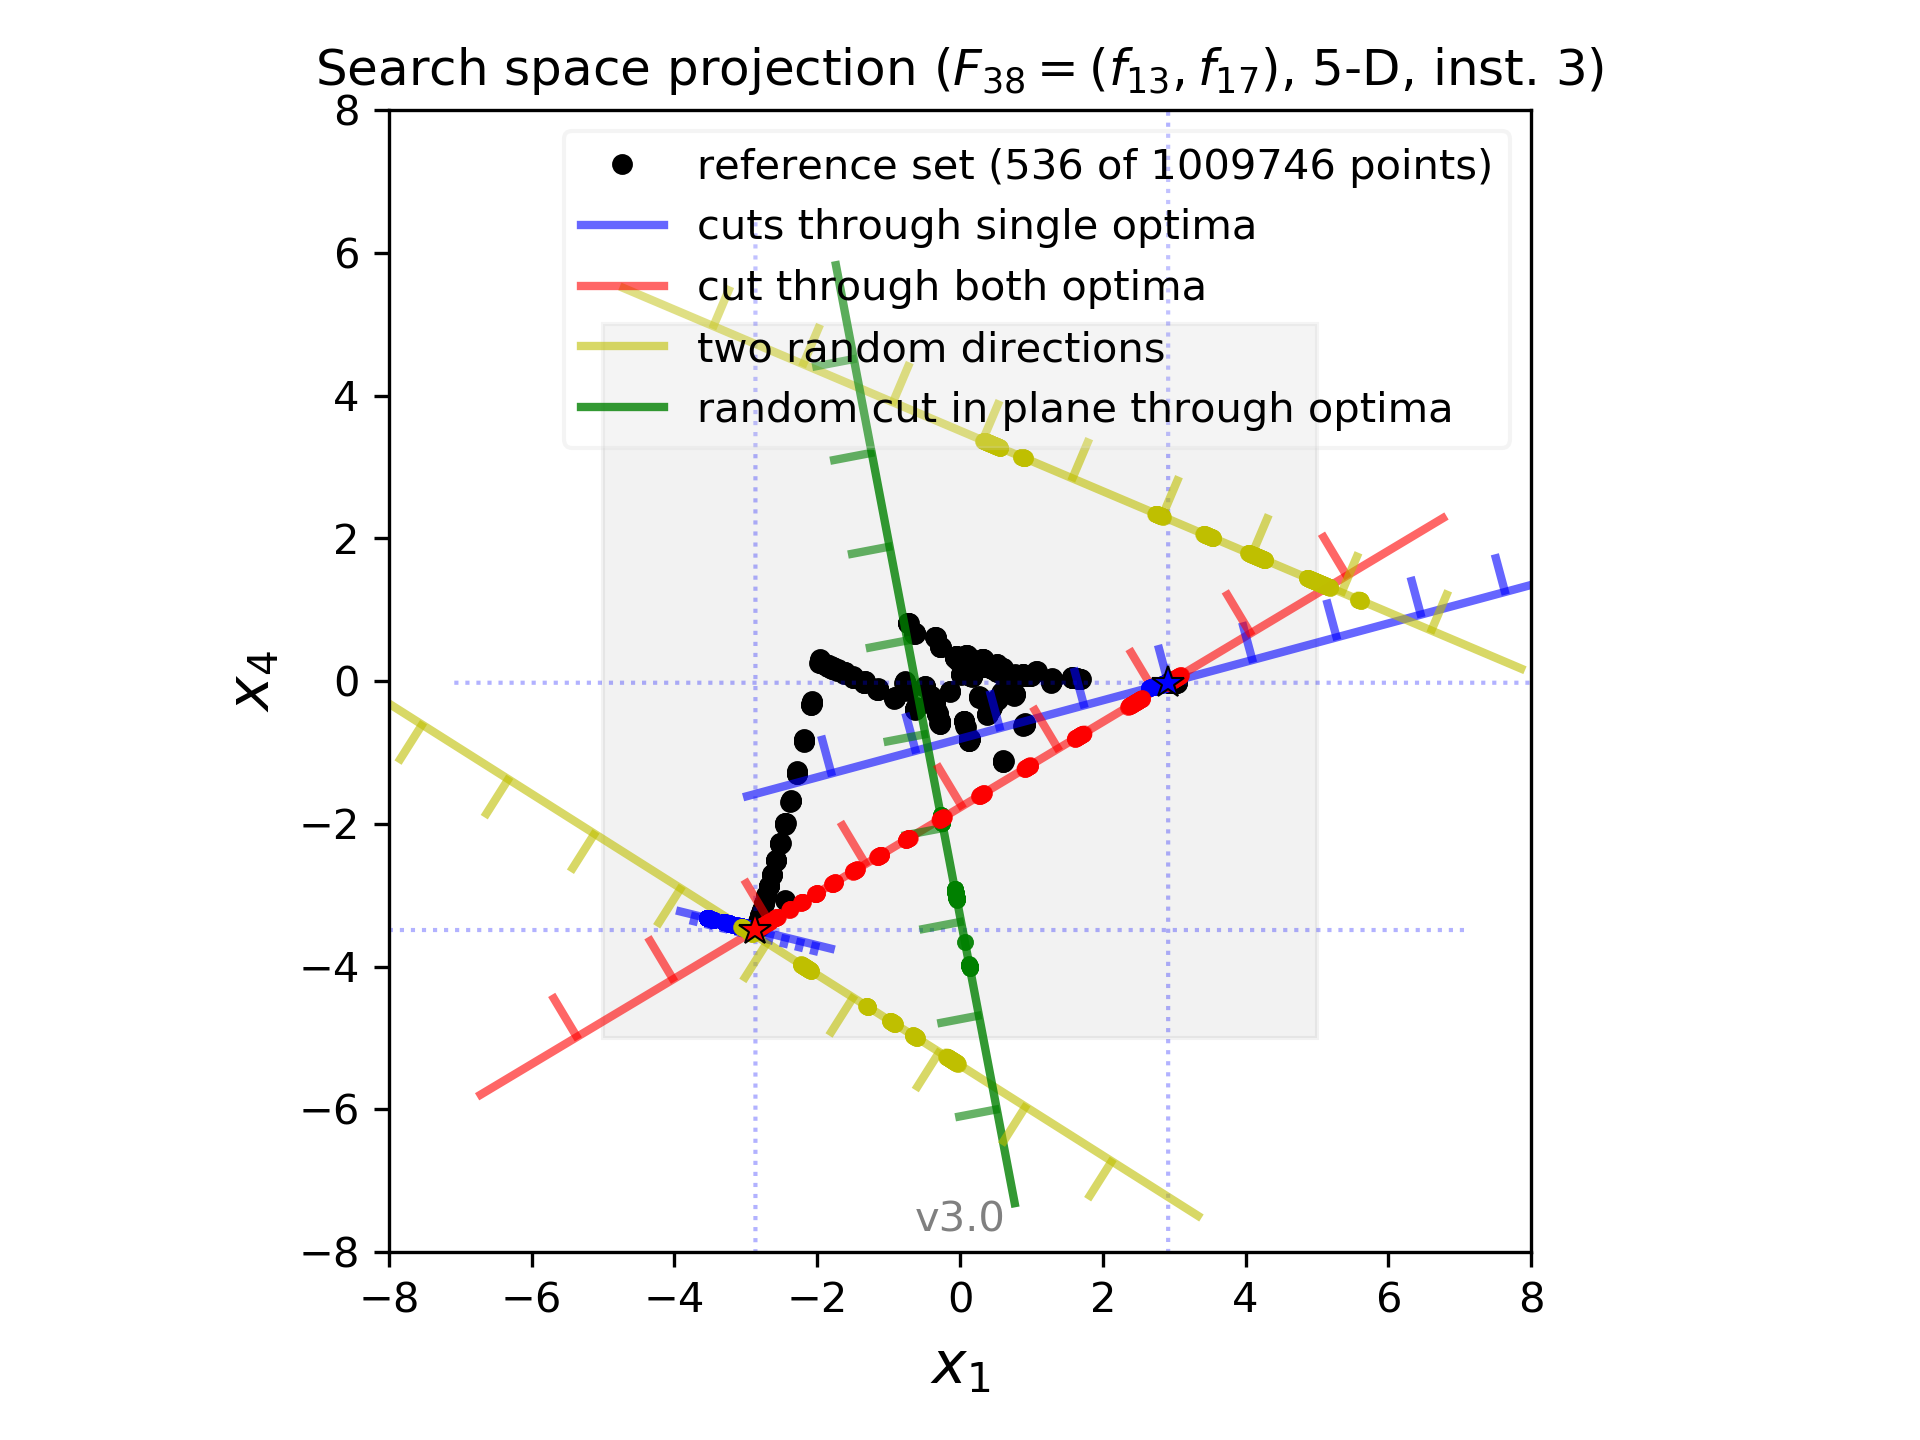 Search space projection (F38 = (f13, f17), 5-D, inst. 3)
8
6
4
2
0
−2
−4
−6
−8
x4
reference set (536 of 1009746 points)
cuts through single optima
cut through both optima
two random directions
random cut in plane through optima
v3.0
−8 −6 −4 −2 0 2 4 6 8
x1